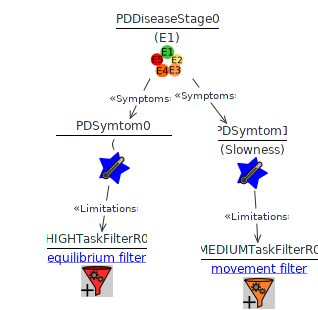 PDDiseaseStage0
(E1)
E1
E5 E2
E4 E3
«Symptoms: «Symptoms:
PDSymtom0 PDSymtom1
( (Slowness)
«Limitations: «Limitations:
HIGHTaskFilterR0 MEDIUMTaskFilterR0
equilibrium filter movement filter